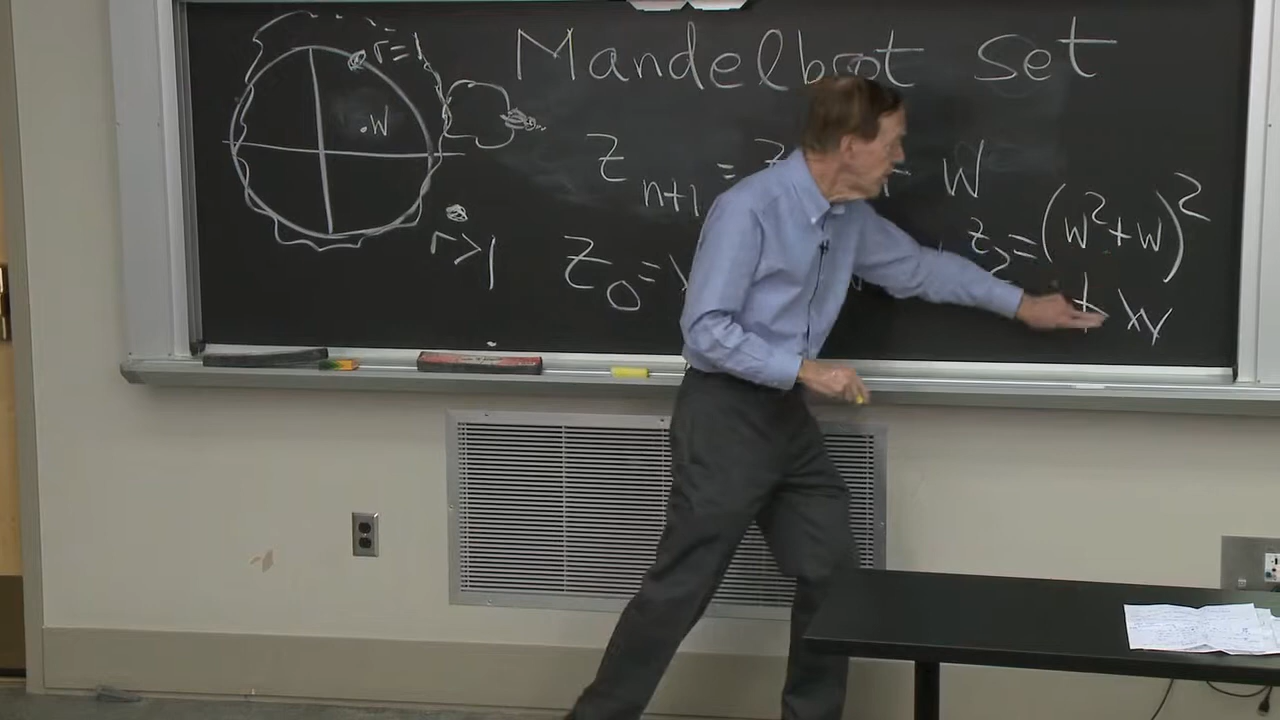 Mandelbrot set
r=1
.w
z n+1 = z w
z₂=(w²+w)²
+ w
r>1
z₀=